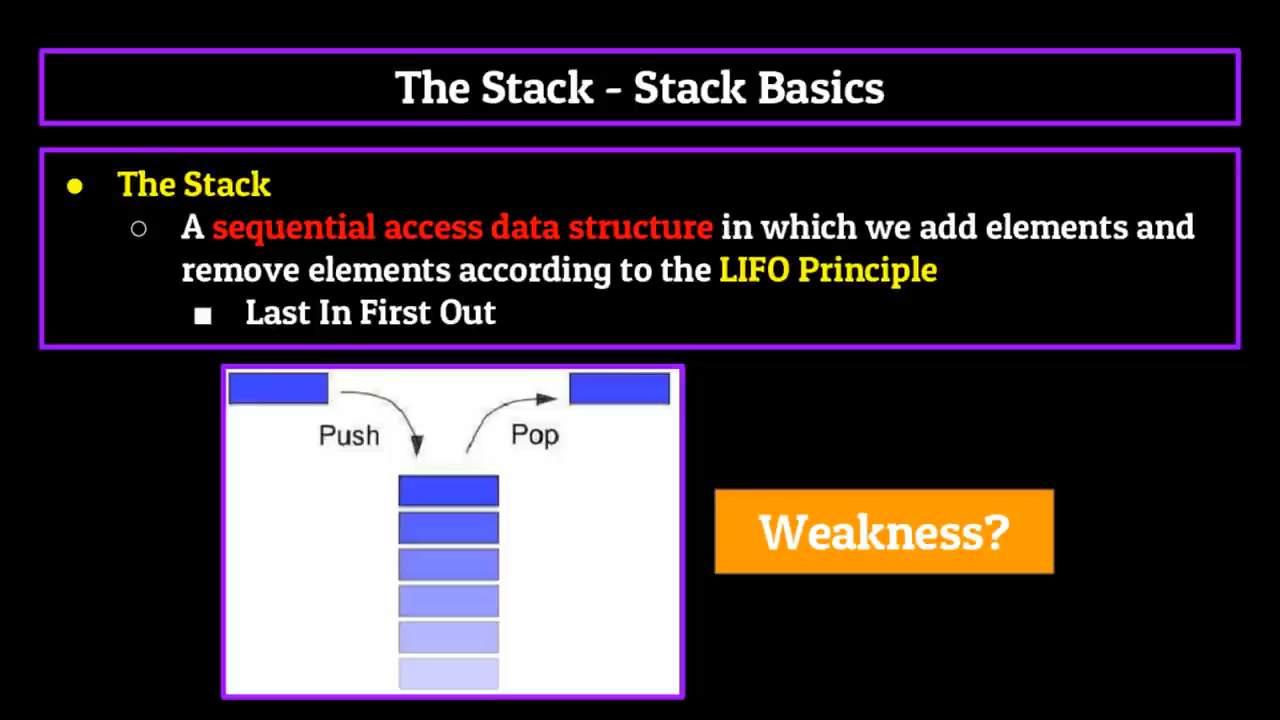 The Stack - Stack Basics
● The Stack
○ A sequential access data structure in which we add elements and
remove elements according to the LIFO Principle
■ Last In First Out
Push
Pop
Weakness?